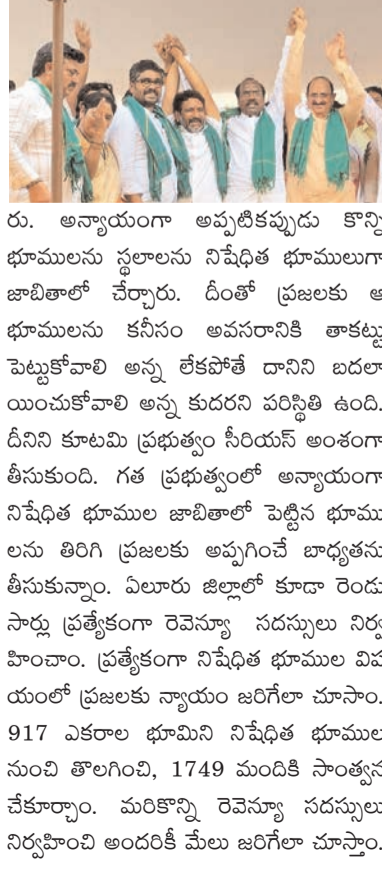 రు. అన్యాయంగా అప్పటికప్పుడు కొన్ని
భూములను స్థలాలను నిషేధిత భూములుగా
జాబితాలో చేర్చారు. దీంతో ప్రజలకు ఆ
భూములను కనీసం అవసరానికి తాకట్టు
పెట్టుకోవాలి అన్న లేకపోతే దానిని బదలా
యించుకోవాలి అన్న కుదరని పరిస్థితి ఉంది.
దీనిని కూటమి ప్రభుత్వం సీరియస్ అంశంగా
తీసుకుంది. గత ప్రభుత్వంలో అన్యాయంగా
నిషేధిత భూముల జాబితాలో పెట్టిన భూము
లను తిరిగి ప్రజలకు అప్పగించే బాధ్యతను
తీసుకున్నాం. ఏలూరు జిల్లాలో కూడా రెండు
సార్లు ప్రత్యేకంగా రెవెన్యూ సదస్సులు నిర్వ
హించాం. ప్రత్యేకంగా నిషేధిత భూముల విష
యంలో ప్రజలకు న్యాయం జరిగేలా చూసాం.
917 ఎకరాల భూమిని నిషేధిత భూముల
నుంచి తొలగించి, 1749 మందికి సాంత్వన
చేకూర్చాం. మరికొన్ని రెవెన్యూ సదస్సులు
నిర్వహించి అందరికీ మేలు జరిగేలా చూస్తాం.